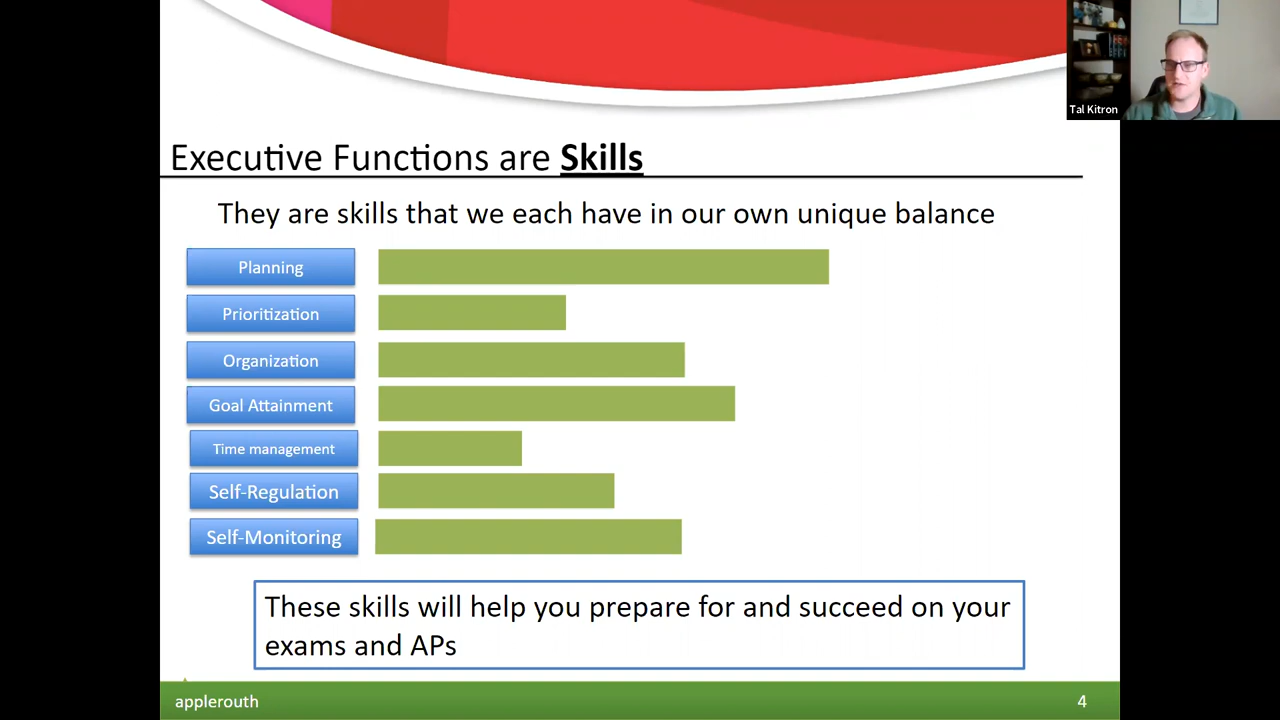 Tal Kitron
Executive Functions are Skills
They are skills that we each have in our own unique balance
Planning
Prioritization
Organization
Goal Attainment
Time management
Self-Regulation
Self-Monitoring
These skills will help you prepare for and succeed on your
exams and APs
applerouth
4